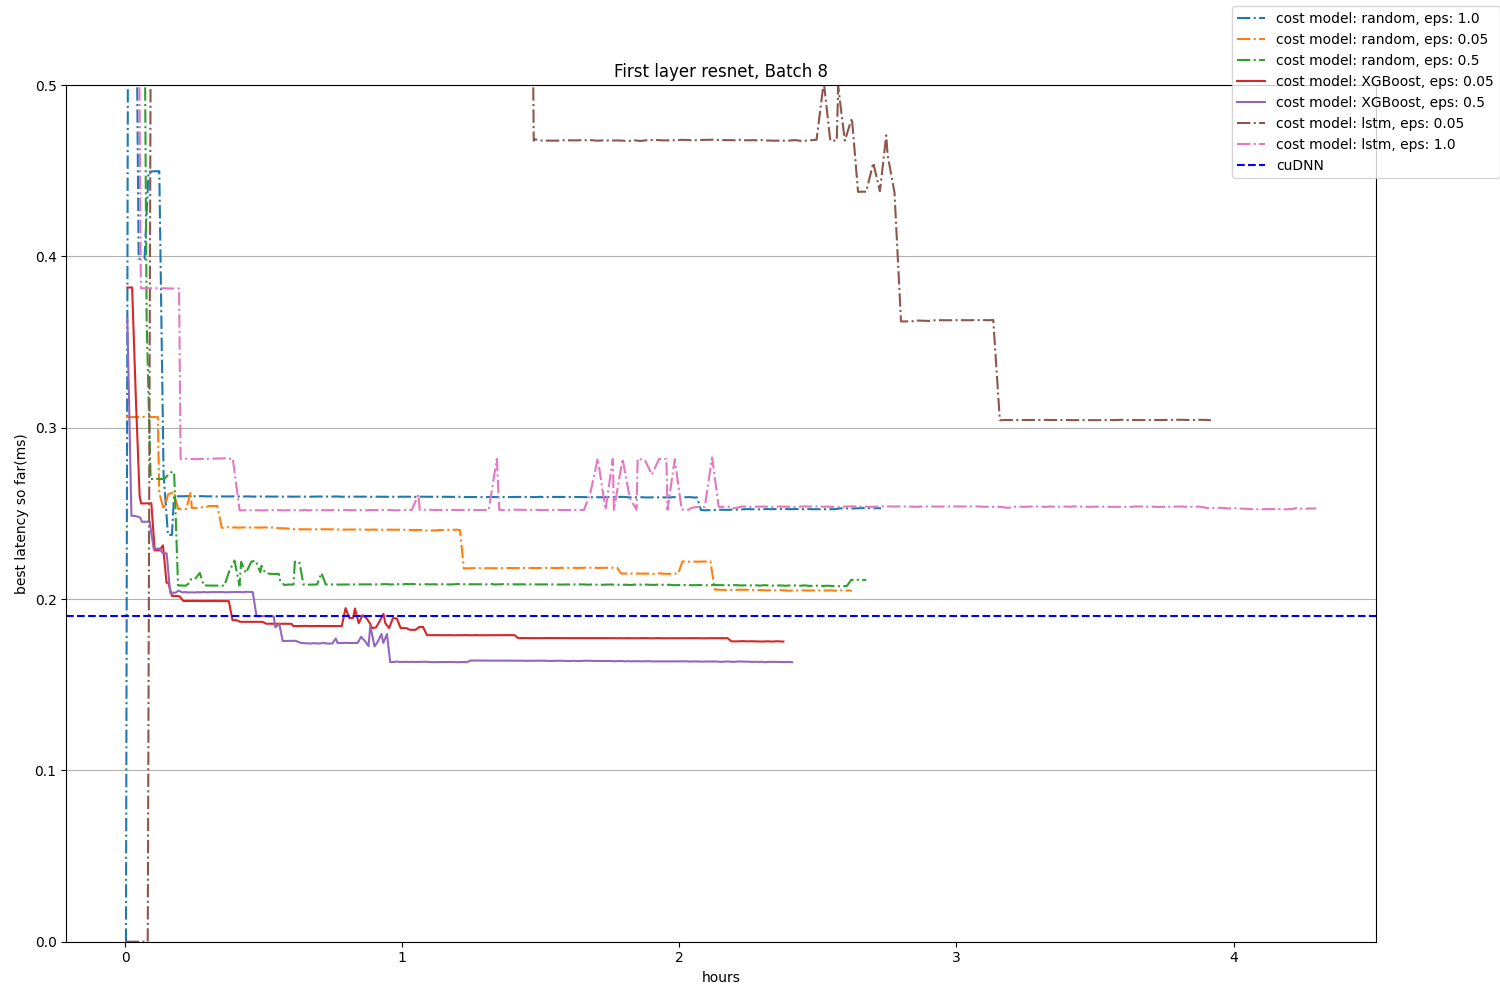 cost model: random, eps: 1.0
cost model: random, eps: 0.05
cost model: random, eps: 0.5
cost model: XGBoost, eps: 0.05
cost model: XGBoost, eps: 0.5
cost model: lstm, eps: 0.05
cost model: lstm, eps: 1.0
cuDNN
First layer resnet, Batch 8
best latency so far(ms)
0.5
0.4
0.3
0.2
0.1
0.0
0 1 2 3 4
hours